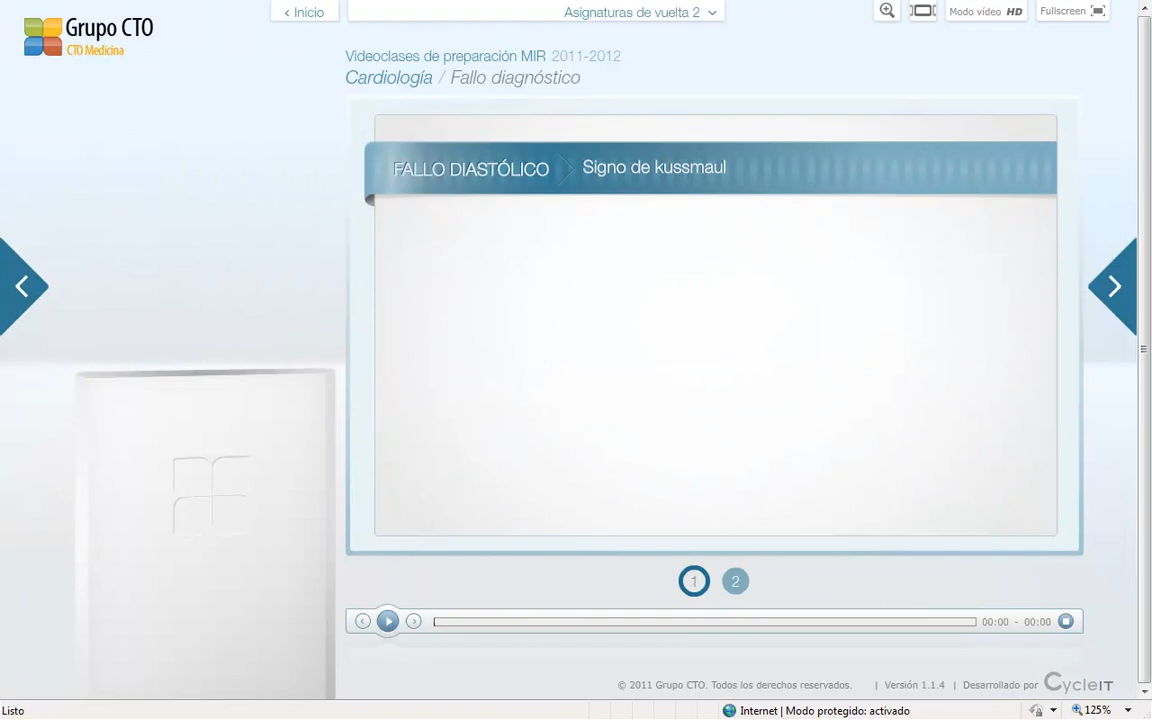 Grupo CTO
CTO Medicina
‹ Inicio
Asignaturas de vuelta 2
Modo vídeo HD
Fullscreen
Videoclases de preparación MIR 2011-2012
Cardiología / Fallo diagnóstico
FALLO DIASTÓLICO
Signo de kussmaul
1
2
00:00 - 00:00
© 2011 Grupo CTO. Todos los derechos reservados. | Versión 1.1.4 | Desarrollado por CycleIT
Listo
Internet | Modo protegido: activado
125%